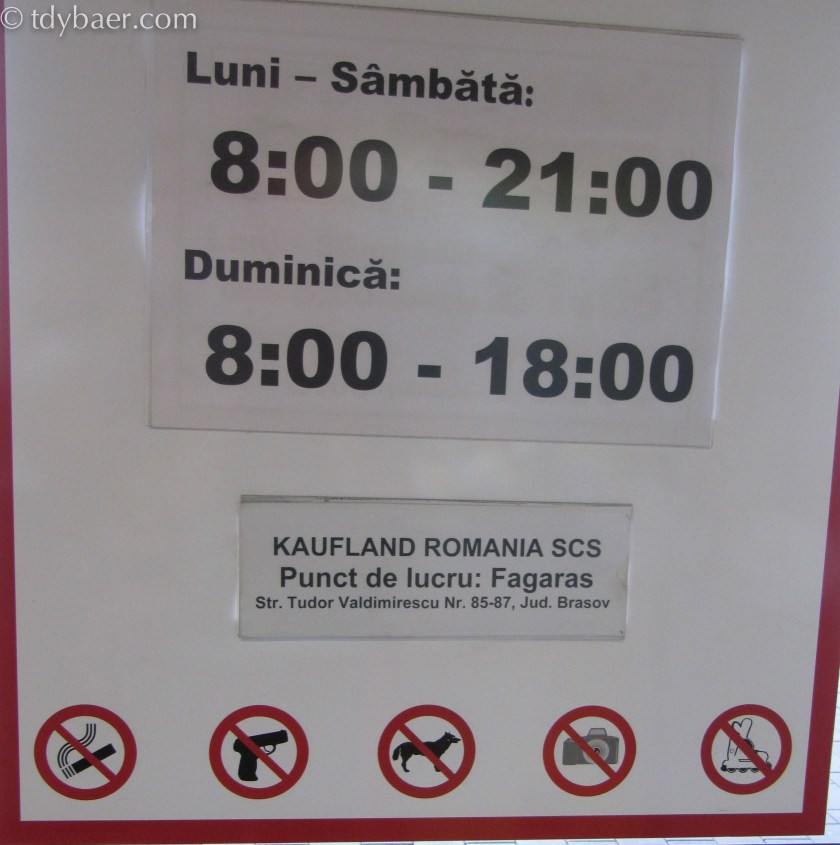 © tdybaer.com
Luni – Sâmbătă:
8:00 - 21:00
Duminică:
8:00 - 18:00
KAUFLAND ROMANIA SCS
Punct de lucru: Fagaras
Str. Tudor Valdimirescu Nr. 85-87, Jud. Brasov